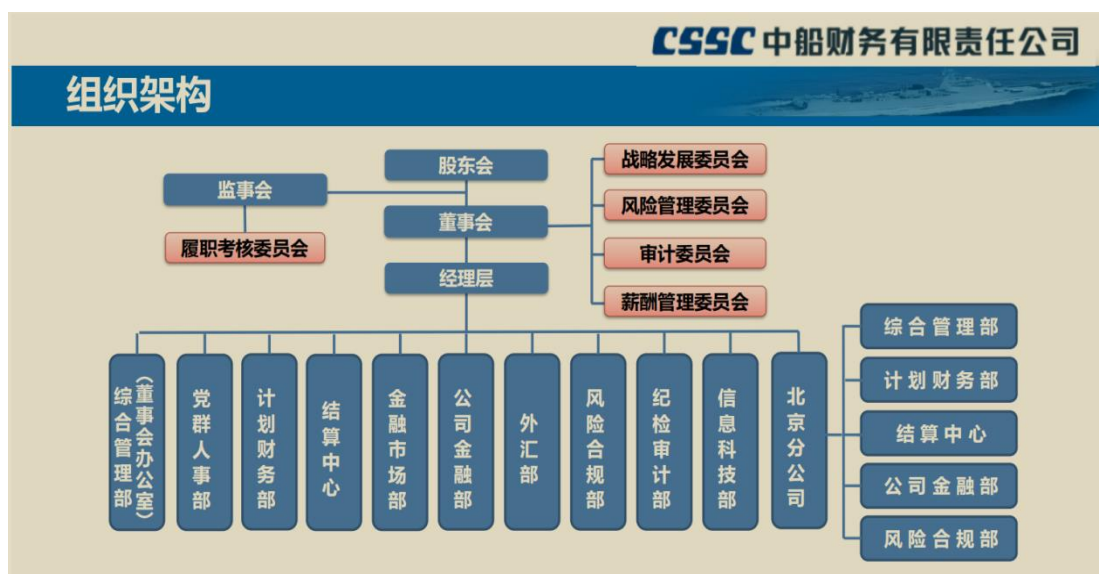 CSSC 中船财务有限责任公司
组织架构
股东会
监事会
董事会
履职考核委员会
经理层
战略发展委员会
风险管理委员会
审计委员会
薪酬管理委员会
综合管理部
（董事会办公室）
党群人事部
计划财务部
结算中心
金融市场部
公司金融部
外汇部
风险合规部
纪检审计部
信息科技部
北京分公司
综合管理部
计划财务部
结算中心
公司金融部
风险合规部